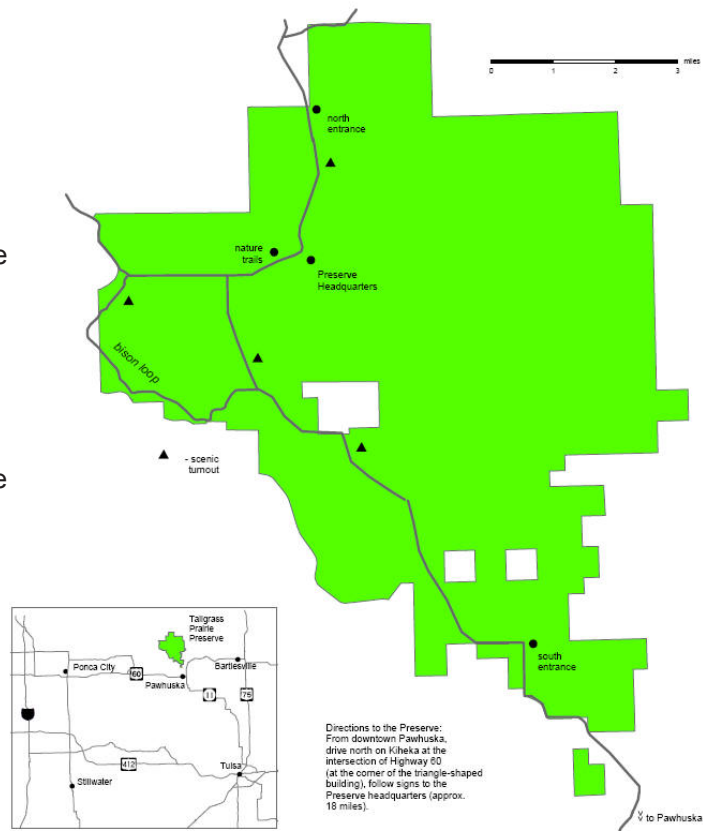 0 1 2 3 miles
north
entrance
e
nature
trails
Preserve
Headquarters
bison loop
- scenic
turnout
e
Tallgrass
Prairie
Preserve
Ponca City
Bartlesville
60
Pawhuska
11
75
412
Tulsa
Stillwater
south
entrance
Directions to the Preserve:
From downtown Pawhuska,
drive north on Kiheka at the
intersection of Highway 60
(at the corner of the triangle-shaped
building), follow signs to the
Preserve headquarters (approx.
18 miles).
to Pawhuska